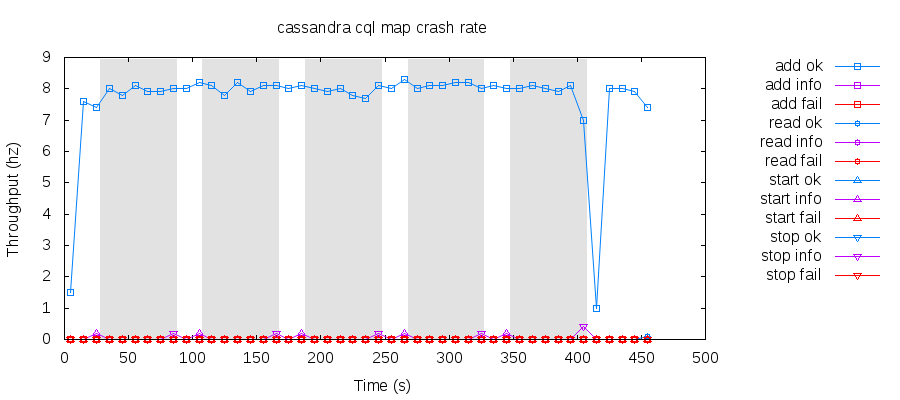 cassandra cql map crash rate
Throughput (hz)
9
8
7
6
5
4
3
2
1
0
0 50 100 150 200 250 300 350 400 450 500
Time (s)
add ok
add info
add fail
read ok
read info
read fail
start ok
start info
start fail
stop ok
stop info
stop fail